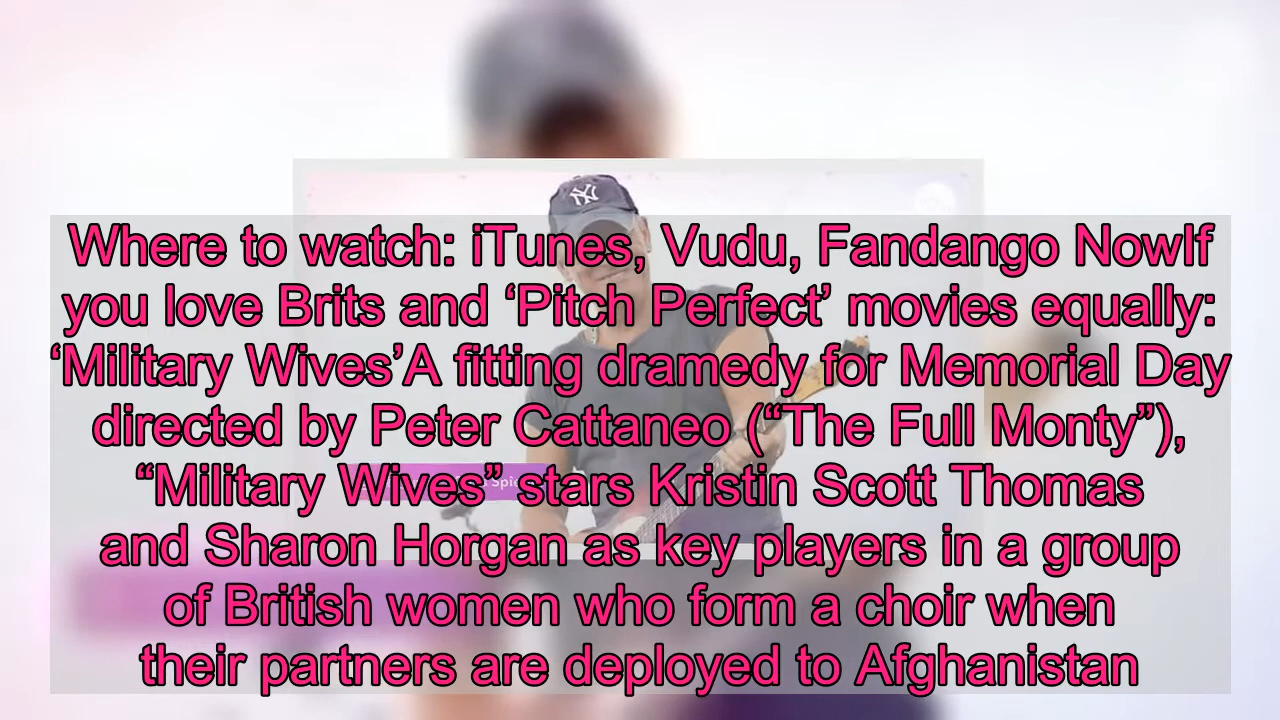 Where to watch: iTunes, Vudu, Fandango NowIf
you love Brits and ‘Pitch Perfect’ movies equally:
‘Military Wives’A fitting dramedy for Memorial Day
directed by Peter Cattaneo (“The Full Monty”),
“Military Wives” stars Kristin Scott Thomas
and Sharon Horgan as key players in a group
of British women who form a choir when
their partners are deployed to Afghanistan
NY